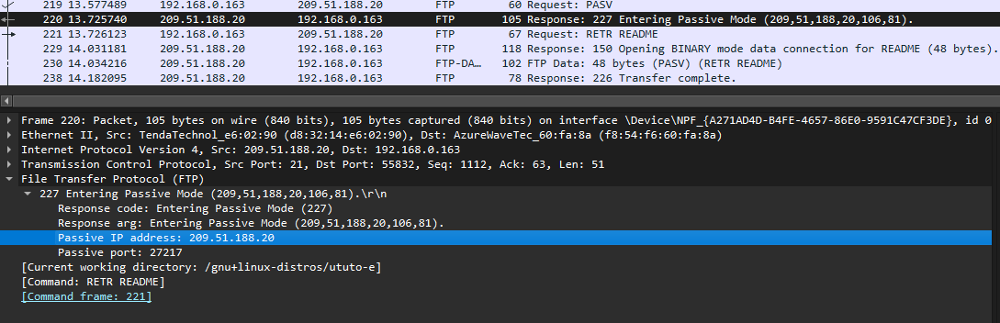 219 13.577489 192.168.0.163 209.51.188.20 FTP 60 Request: PASV
220 13.725740 209.51.188.20 192.168.0.163 FTP 105 Response: 227 Entering Passive Mode (209,51,188,20,106,81).
221 13.726123 192.168.0.163 209.51.188.20 FTP 67 Request: RETR README
229 14.031181 209.51.188.20 192.168.0.163 FTP 118 Response: 150 Opening BINARY mode data connection for README (48 bytes).
230 14.034216 209.51.188.20 192.168.0.163 FTP-DA… 102 FTP Data: 48 bytes (PASV) (RETR README)
238 14.182095 209.51.188.20 192.168.0.163 FTP 78 Response: 226 Transfer complete.
Frame 220: Packet, 105 bytes on wire (840 bits), 105 bytes captured (840 bits) on interface \Device\NPF_{A271AD4D-B4FE-4657-86E0-9591C47CF3DE}, id 0
Ethernet II, Src: TendaTechnol_e6:02:90 (d8:32:14:e6:02:90), Dst: AzureWaveTec_60:fa:8a (f8:54:f6:60:fa:8a)
Internet Protocol Version 4, Src: 209.51.188.20, Dst: 192.168.0.163
Transmission Control Protocol, Src Port: 21, Dst Port: 55832, Seq: 1112, Ack: 63, Len: 51
File Transfer Protocol (FTP)
227 Entering Passive Mode (209,51,188,20,106,81).\r\n
Response code: Entering Passive Mode (227)
Response arg: Entering Passive Mode (209,51,188,20,106,81).
Passive IP address: 209.51.188.20
Passive port: 27217
[Current working directory: /gnu+linux-distros/ututo-e]
[Command: RETR README]
[Command frame: 221]